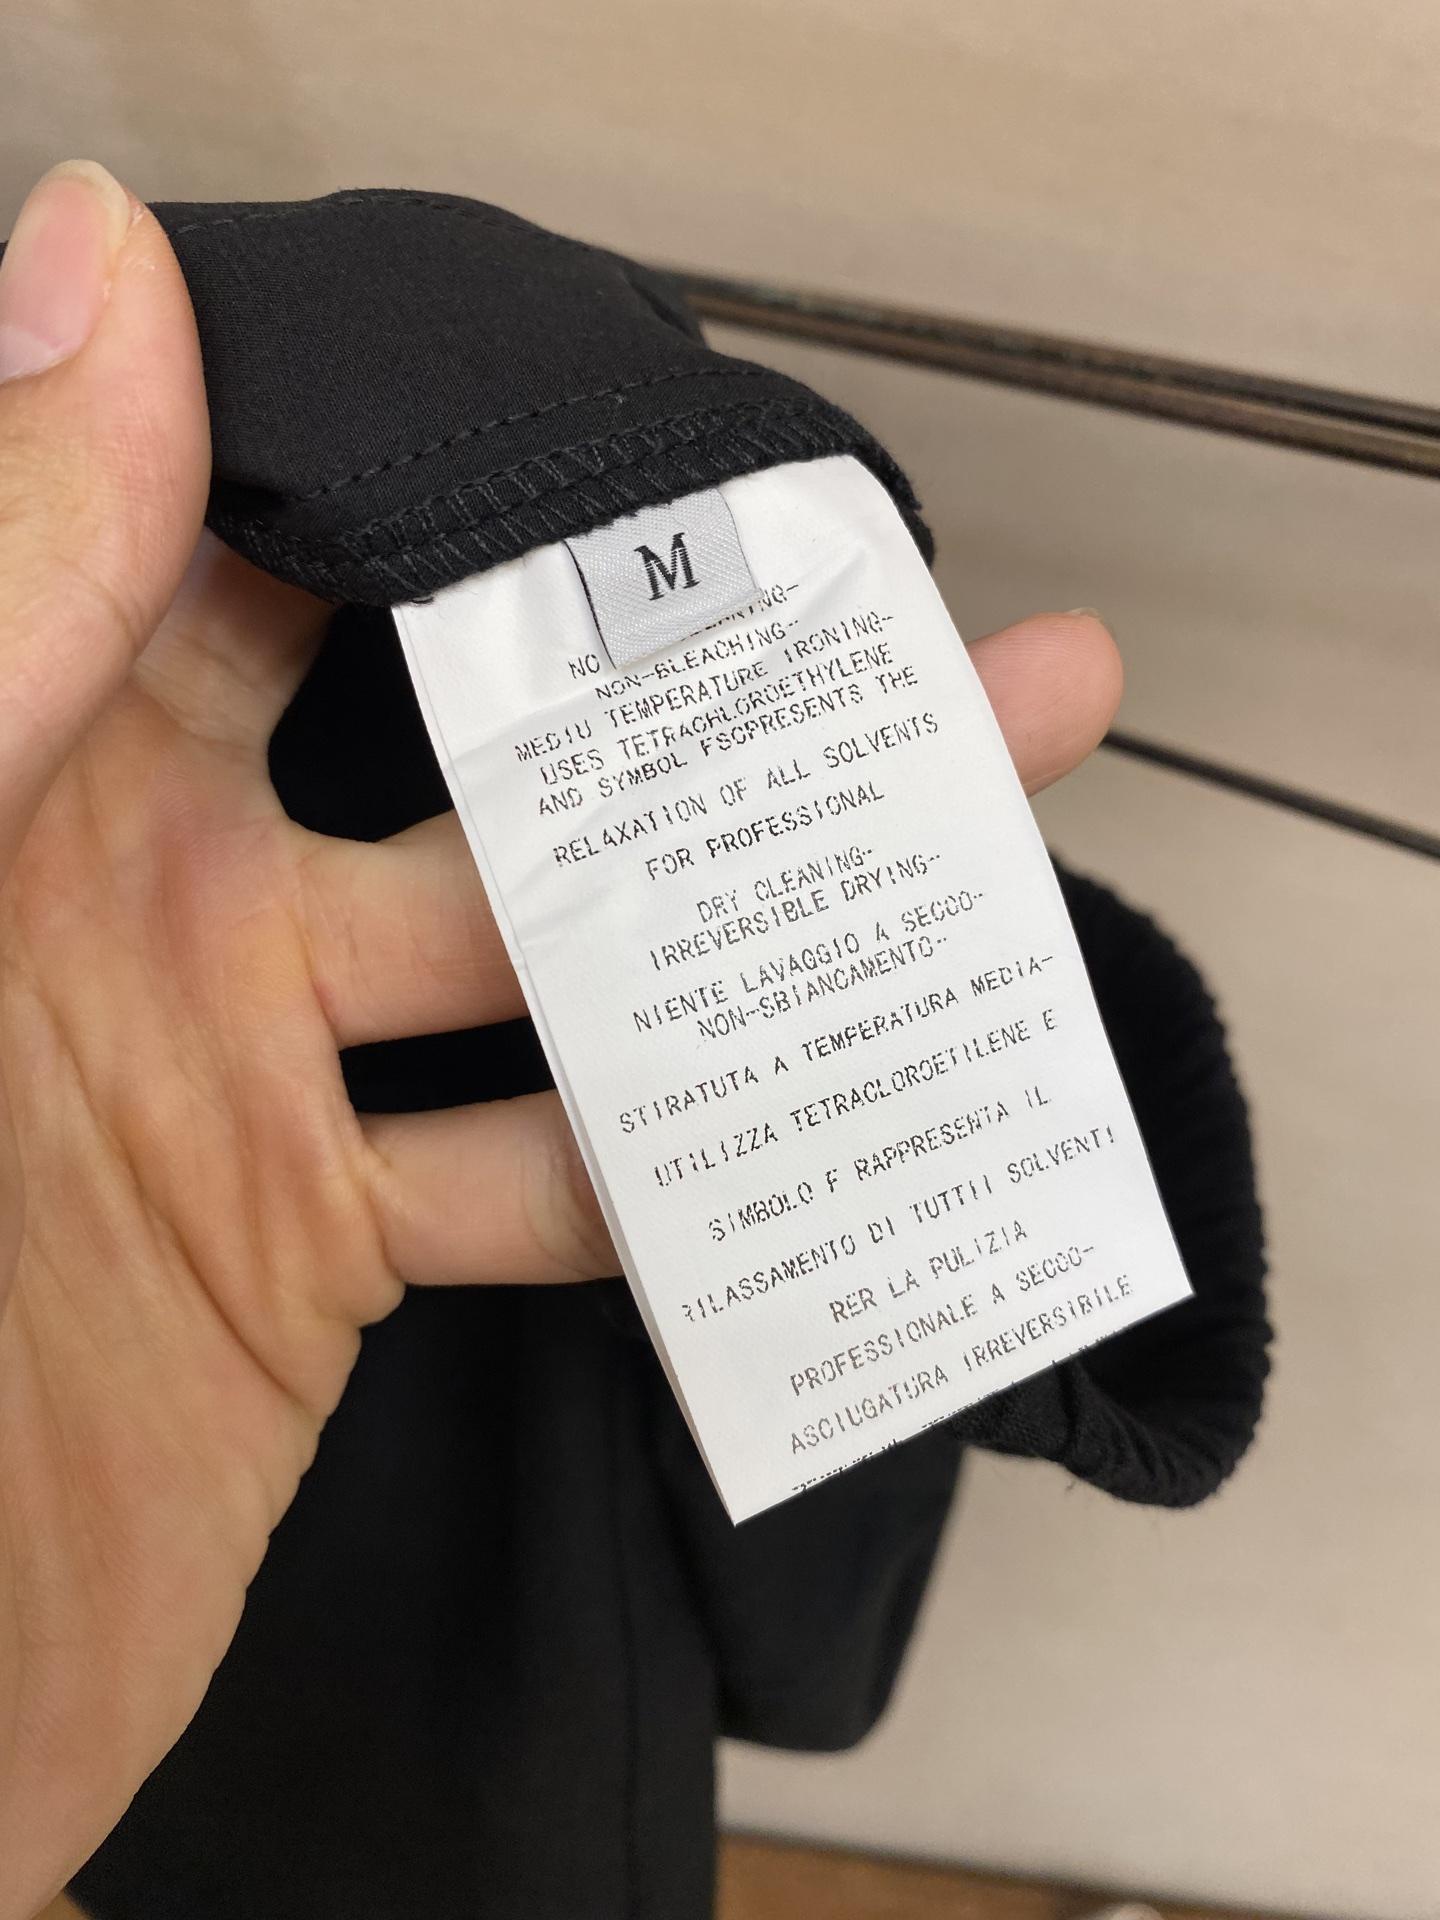 M
NO
NON-BLEACHING--
MEDIU TEMPERATURE IRONING-
USES TETRACHLOROETHYLENE
AND SYMBOL FSOPRESENTS THE
RELAXATION OF ALL SOLVENTS
FOR PROFESSIONAL
DRY CLEANING--
IRREVERSIBLE DRYING--
NIENTE LAVAGGIO A SECCO--
NON-SBIANCAMENTO--
STIRATUTA A TEMPERATURA MEDIA-
UTILIZZA TETRACLOROETILENE E
SIMBOLO F RAPPRESENTA IL
RILASSAMENTO DI TUTTII SOLVENTI
RER LA PULIZIA
PROFESSIONALE A SECCO-
ASCIUGATURA IRREVERSIBILE